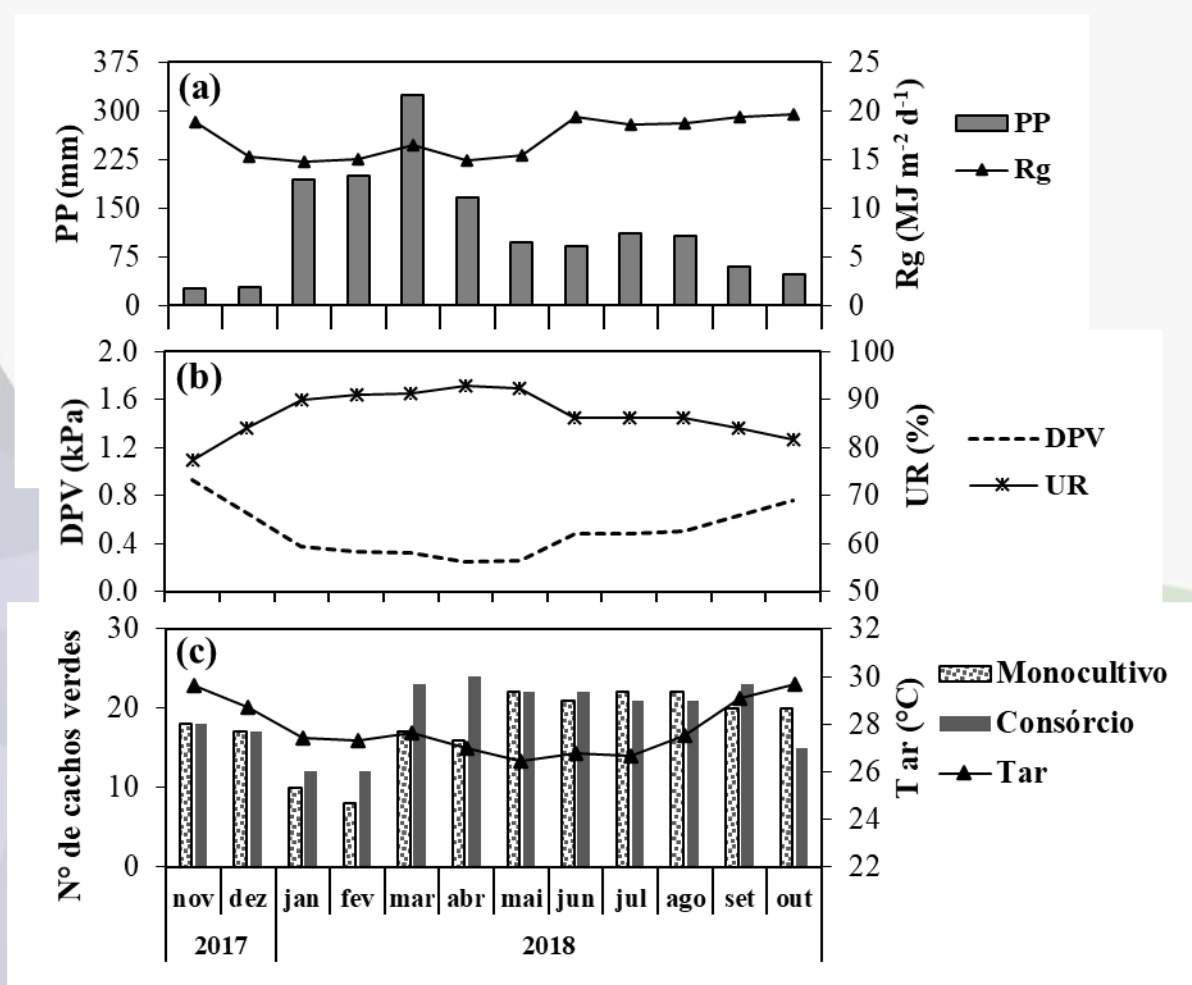 (a)
PP (mm)
375
300
225
150
75
0
25
20
15
10
5
0
Rg (MJ m⁻² d⁻¹)
PP
Rg
(b)
DPV (kPa)
2.0
1.6
1.2
0.8
0.4
0.0
100
90
80
70
60
50
UR (%)
DPV
UR
(c)
N° de cachos verdes
30
20
10
0
32
30
28
26
24
22
T ar (°C)
Monocultivo
Consórcio
Tar
nov dez jan fev mar abr mai jun jul ago set out
2017 2018